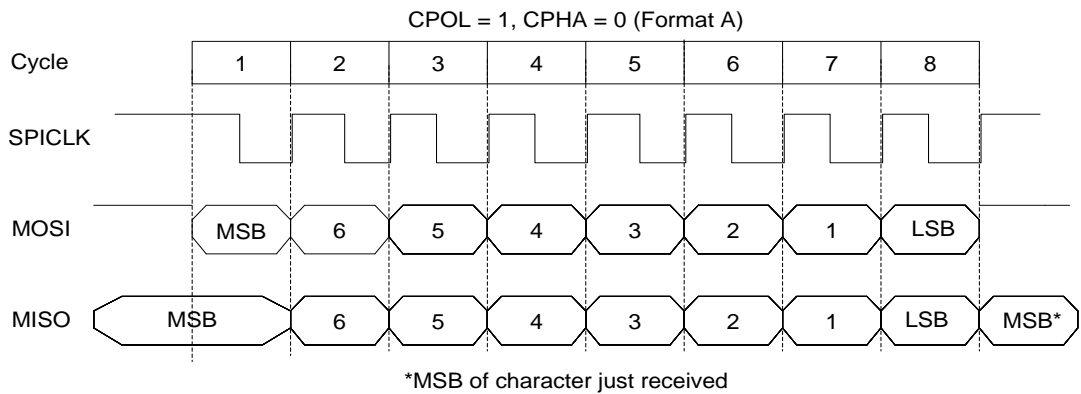 CPOL = 1, CPHA = 0 (Format A)
Cycle 1 2 3 4 5 6 7 8
SPICLK
MOSI MSB 6 5 4 3 2 1 LSB
MISO MSB 6 5 4 3 2 1 LSB MSB*
*MSB of character just received